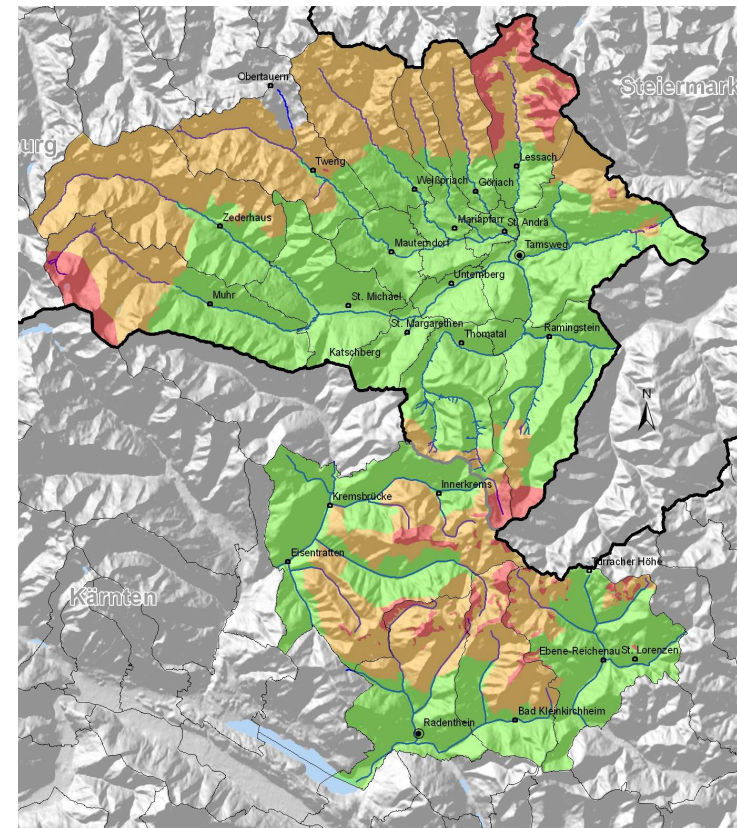 Obertauern
Steiermark
urg
Tweng
Lessach
Weißpriach
Göriach
Zederhaus
Mariapfarr
St. Andrä
Mauterndorf
Tamsweg
Unternberg
Muhr
St. Michael
St. Margarethen
Ramingstein
Thomatal
Katschberg
N
Innerkrems
Kremsbrücke
Eisentratten
Turracher Höhe
Kärnten
Ebene-Reichenau
St. Lorenzen
Bad Kleinkirchheim
Radenthein